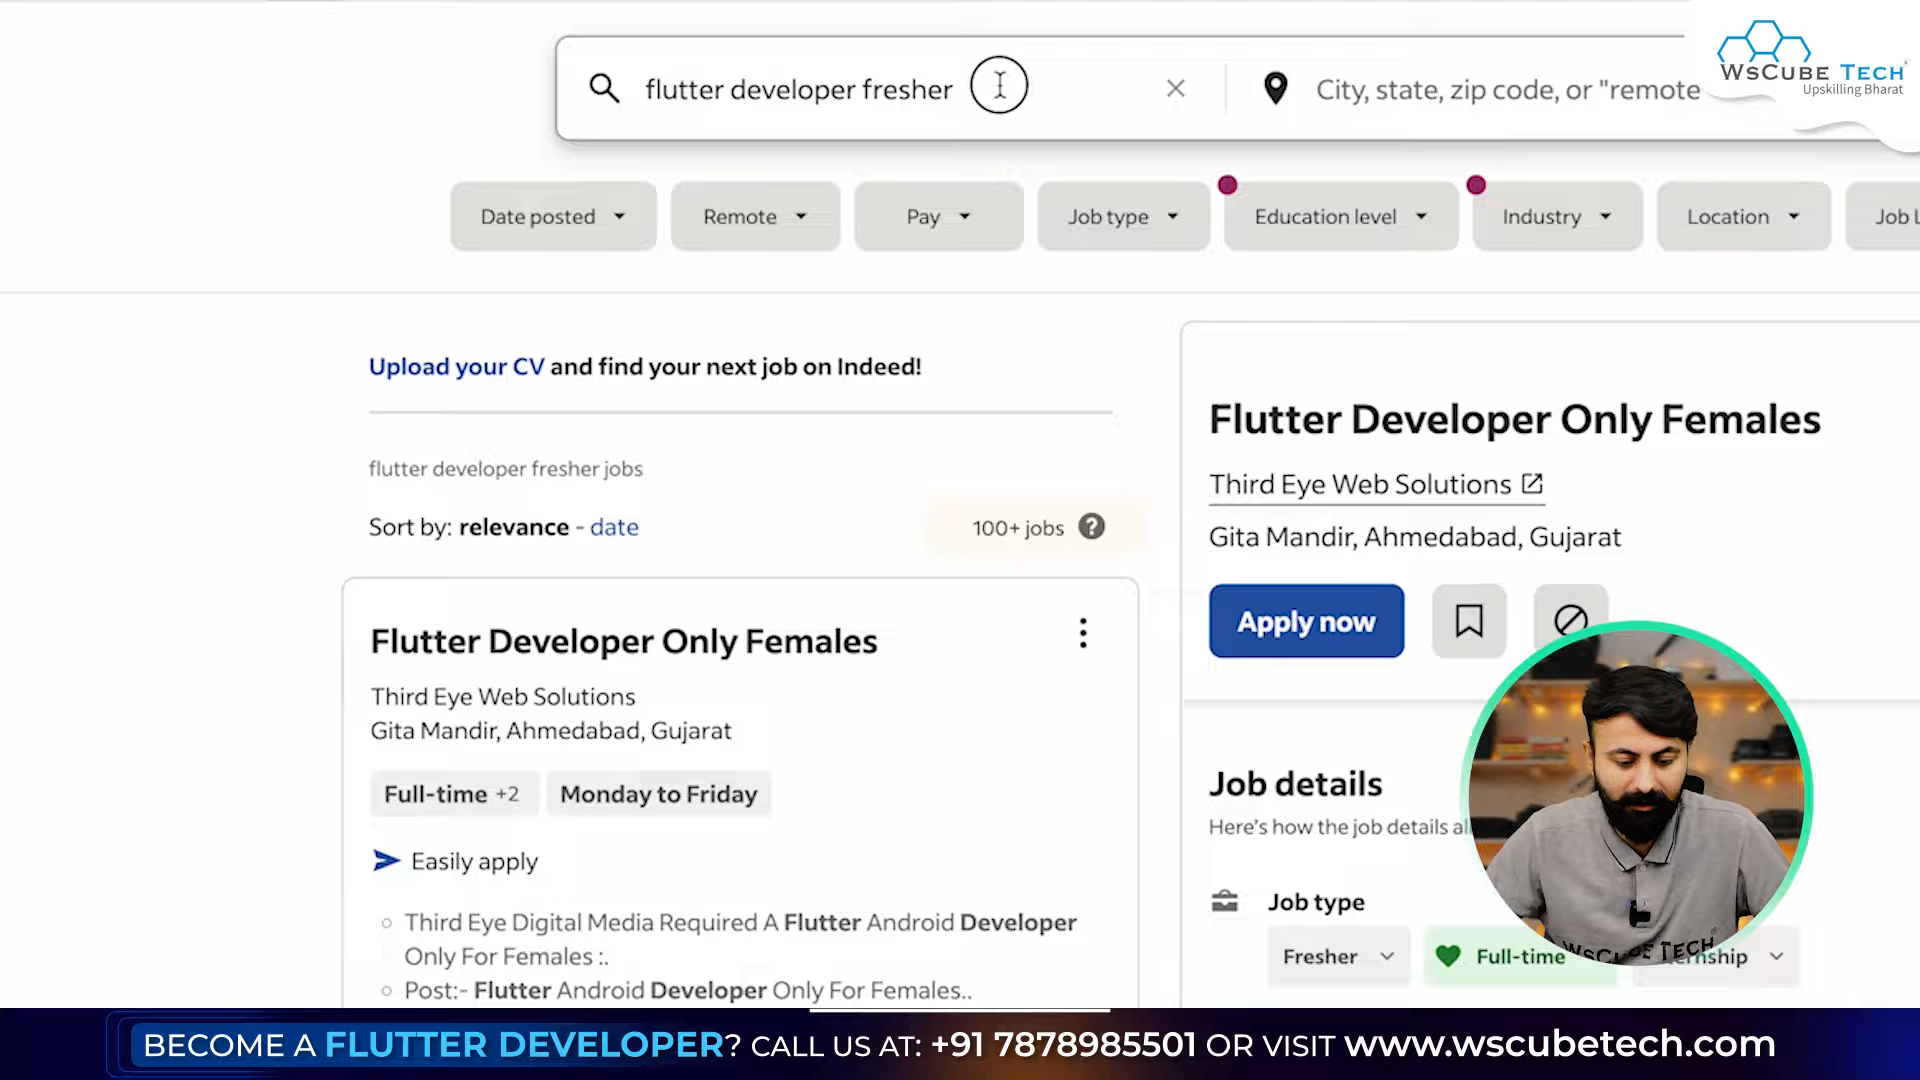 flutter developer fresher
City, state, zip code, or "remote
WsCube Tech
Upskilling Bharat
Date posted
Remote
Pay
Job type
Education level
Industry
Location
Job L
Upload your CV and find your next job on Indeed!
flutter developer fresher jobs
Sort by: relevance - date
100+ jobs
Flutter Developer Only Females
Third Eye Web Solutions
Gita Mandir, Ahmedabad, Gujarat
Full-time +2
Monday to Friday
Easily apply
Third Eye Digital Media Required A Flutter Android Developer
Only For Females :.
Post:- Flutter Android Developer Only For Females..
Flutter Developer Only Females
Third Eye Web Solutions
Gita Mandir, Ahmedabad, Gujarat
Apply now
Job details
Here's how the job details al
Job type
Fresher
Full-time
ernship
WSCUBE TECH
BECOME A FLUTTER DEVELOPER? CALL US AT: +91 7878985501 OR VISIT www.wscubetech.com